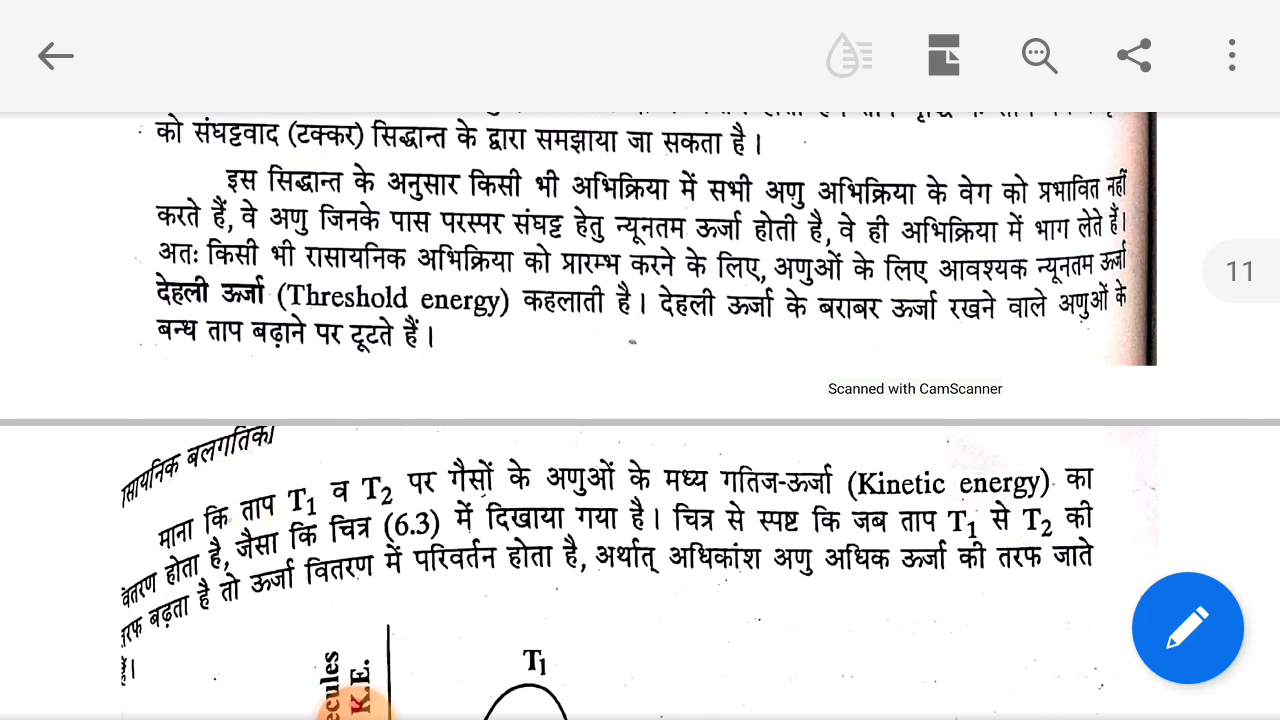 को संघट्टवाद (टक्कर) सिद्धान्त के द्वारा समझाया जा सकता है।
इस सिद्धान्त के अनुसार किसी भी अभिक्रिया में सभी अणु अभिक्रिया के वेग को प्रभावित नहीं
करते हैं, वे अणु जिनके पास परस्पर संघट्ट हेतु न्यूनतम ऊर्जा होती है, वे ही अभिक्रिया में भाग लेते हैं।
अतः किसी भी रासायनिक अभिक्रिया को प्रारम्भ करने के लिए, अणुओं के लिए आवश्यक न्यूनतम ऊर्जा
देहली ऊर्जा (Threshold energy) कहलाती है। देहली ऊर्जा के बराबर ऊर्जा रखने वाले अणुओं के
बन्ध ताप बढ़ाने पर टूटते हैं।
11
Scanned with CamScanner
सायनिक बलगतिकी
माना कि ताप T₁ व T₂ पर गैसों के अणुओं के मध्य गतिज-ऊर्जा (Kinetic energy) का
वितरण होता है, जैसा कि चित्र (6.3) में दिखाया गया है। चित्र से स्पष्ट कि जब ताप T₁ से T₂ की
तरफ बढ़ता है तो ऊर्जा वितरण में परिवर्तन होता है, अर्थात् अधिकांश अणु अधिक ऊर्जा की तरफ जाते
हैं।
ecules
K.E.
T₁